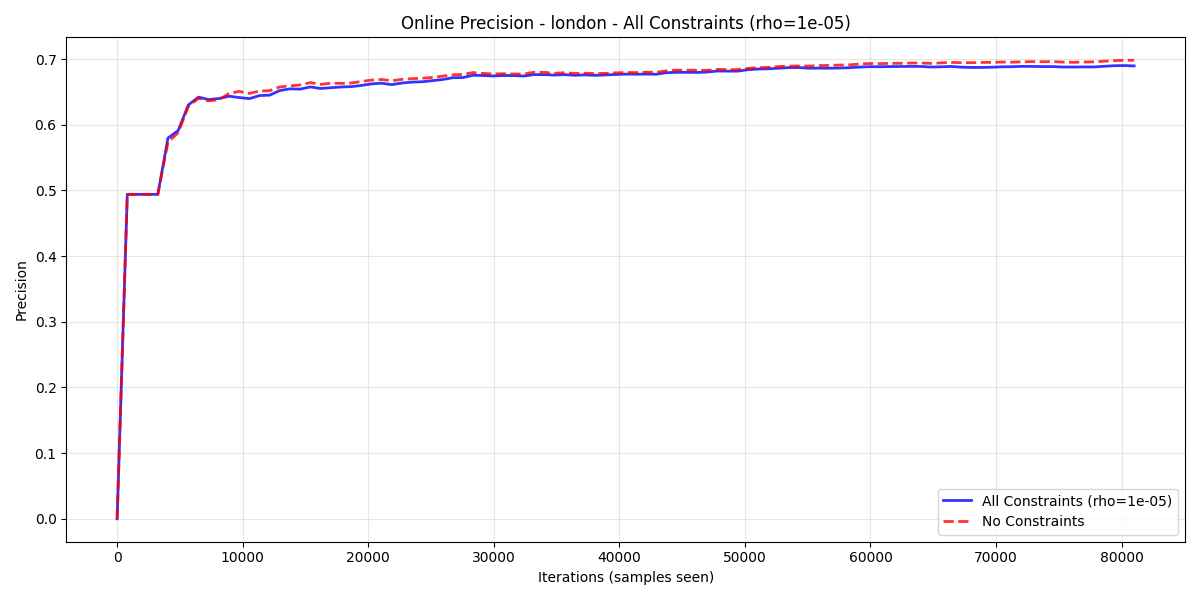 Online Precision - london - All Constraints (rho=1e-05)
Precision
0.7
0.6
0.5
0.4
0.3
0.2
0.1
0.0
All Constraints (rho=1e-05)
No Constraints
0 10000 20000 30000 40000 50000 60000 70000 80000
Iterations (samples seen)